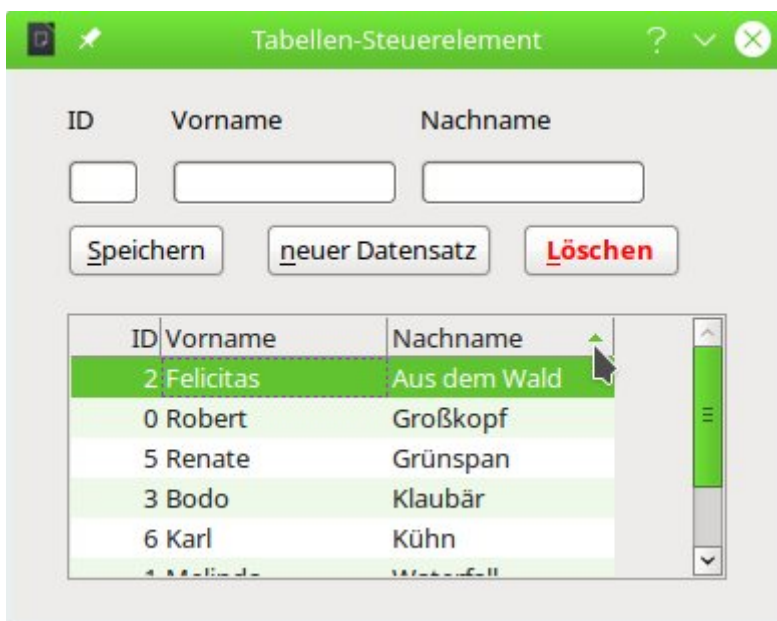 Tabellen-Steuerelement ?
ID Vorname Nachname
Speichern neuer Datensatz Löschen
ID Vorname Nachname
2 Felicitas Aus dem Wald
0 Robert Großkopf
5 Renate Grünspan
3 Bodo Klaubär
6 Karl Kühn